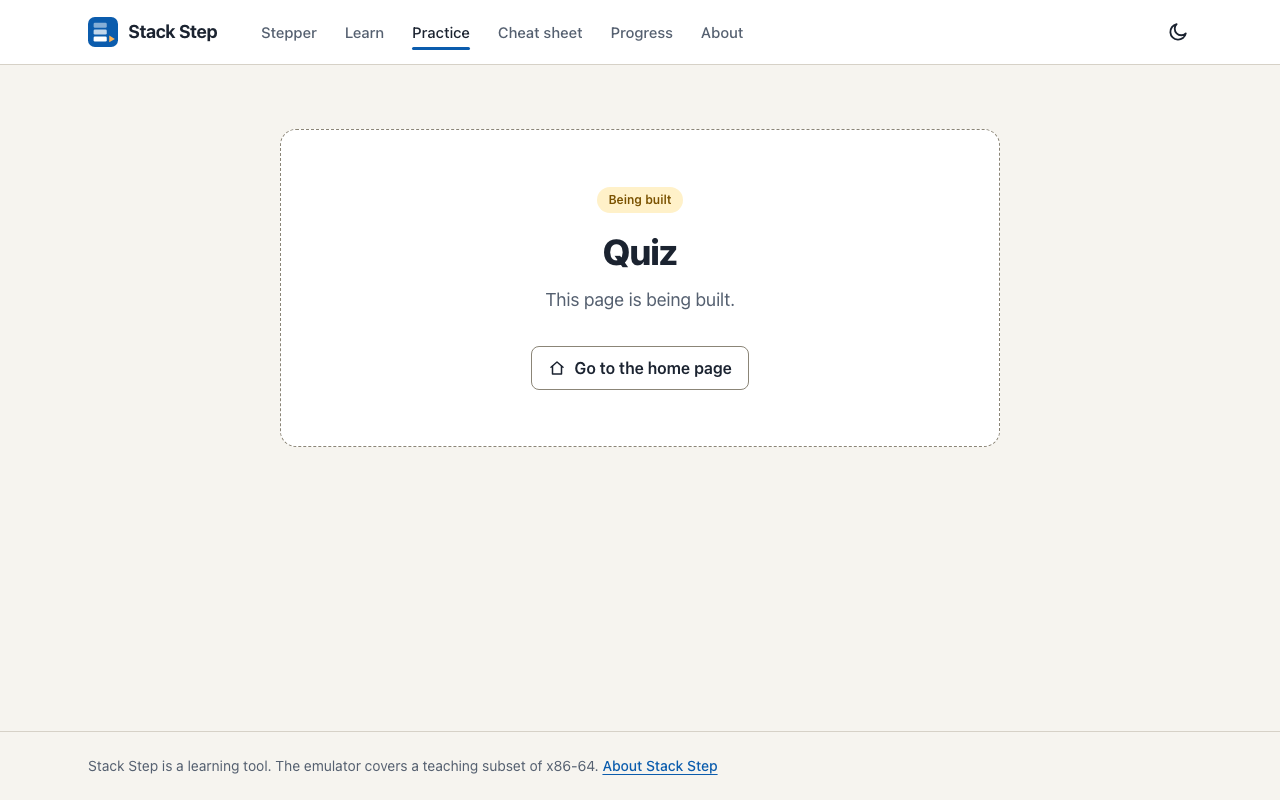 Stack Step
Stepper
Learn
Practice
Cheat sheet
Progress
About
Being built
Quiz
This page is being built.
Go to the home page
Stack Step is a learning tool. The emulator covers a teaching subset of x86-64. About Stack Step